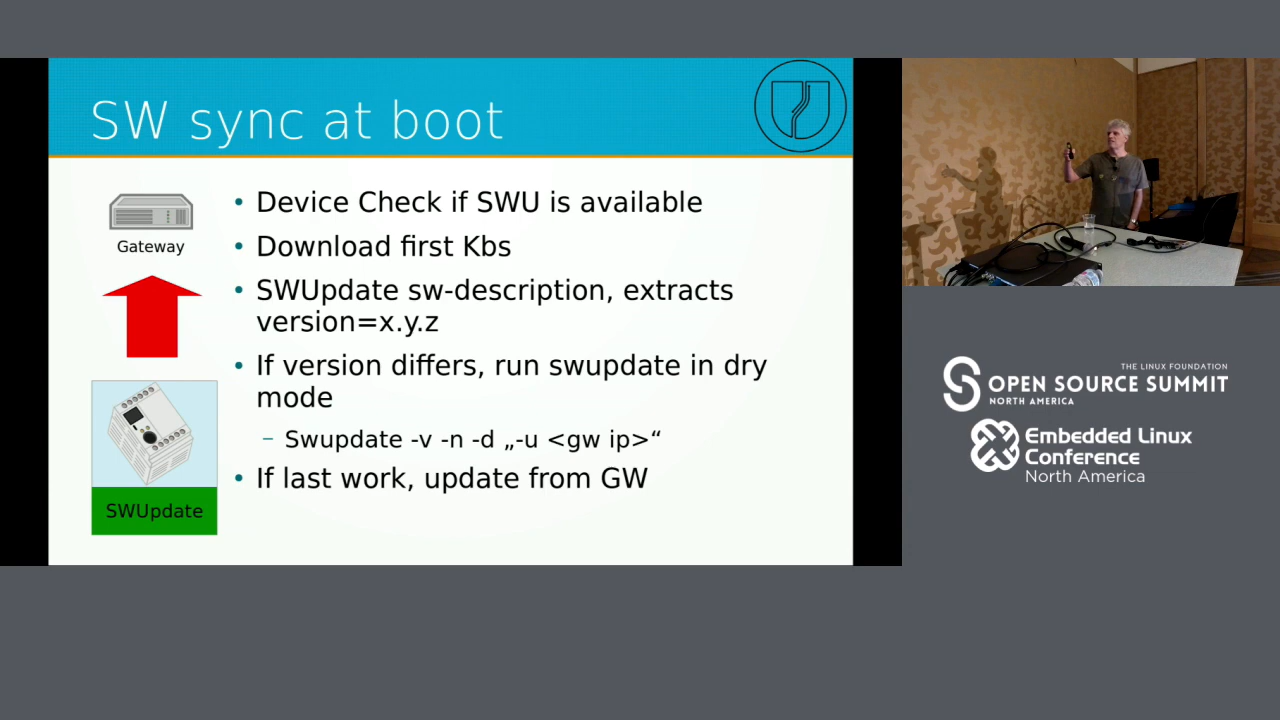 SW sync at boot
Gateway
SWUpdate
• Device Check if SWU is available
• Download first Kbs
• SWUpdate sw-description, extracts
version=x.y.z
• If version differs, run swupdate in dry
mode
– Swupdate -v -n -d „-u <gw ip>“
• If last work, update from GW
THE LINUX FOUNDATION
OPEN SOURCE SUMMIT
NORTH AMERICA
Embedded Linux
Conference
North America